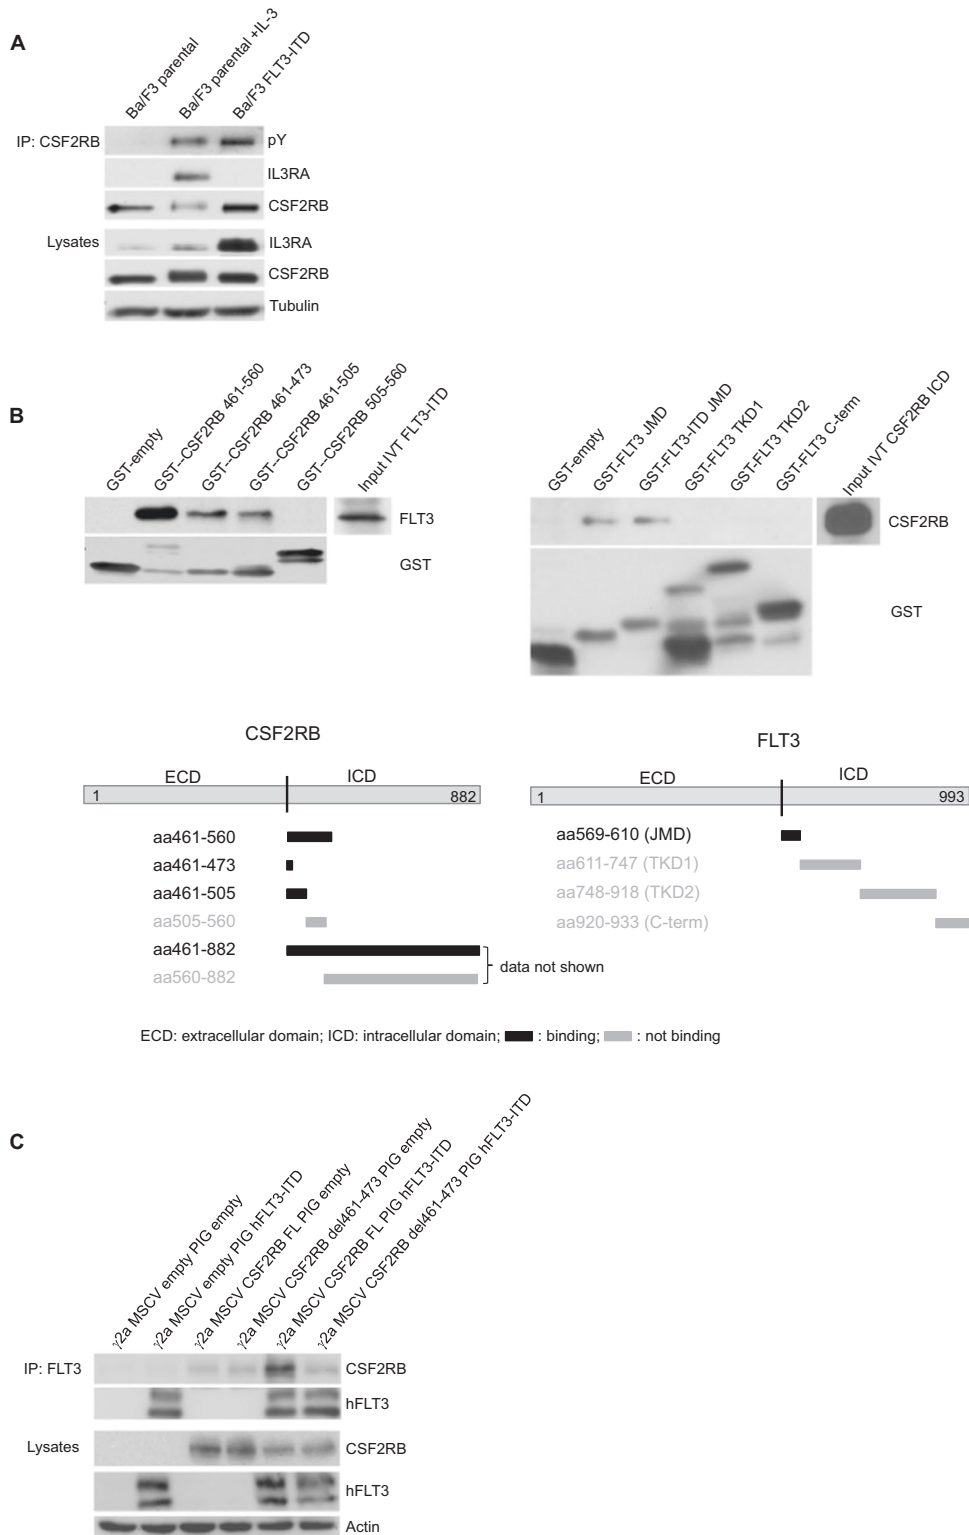 A
Ba/F3 parental
Ba/F3 parental +IL-3
Ba/F3 FLT3-ITD
IP: CSF2RB
pY
IL3RA
CSF2RB
Lysates
IL3RA
CSF2RB
Tubulin
B
GST-empty
GST--CSF2RB 461-560
GST--CSF2RB 461-473
GST--CSF2RB 461-505
GST--CSF2RB 505-560
Input IVT FLT3-ITD
FLT3
GST
GST-empty
GST-FLT3 JMD
GST-FLT3-ITD JMD
GST-FLT3 TKD1
GST-FLT3 TKD2
GST-FLT3 C-term
Input IVT CSF2RB ICD
CSF2RB
GST
CSF2RB
ECD ICD
1 882
aa461-560
aa461-473
aa461-505
aa505-560
aa461-882
aa560-882
data not shown
FLT3
ECD ICD
1 993
aa569-610 (JMD)
aa611-747 (TKD1)
aa748-918 (TKD2)
aa920-933 (C-term)
ECD: extracellular domain; ICD: intracellular domain; : binding; : not binding
C
γ2a MSCV empty PIG empty
γ2a MSCV empty PIG hFLT3-ITD
γ2a MSCV CSF2RB FL PIG empty
γ2a MSCV CSF2RB del461-473 PIG empty
γ2a MSCV CSF2RB FL PIG hFLT3-ITD
γ2a MSCV CSF2RB del461-473 PIG hFLT3-ITD
IP: FLT3
CSF2RB
hFLT3
Lysates
CSF2RB
hFLT3
Actin